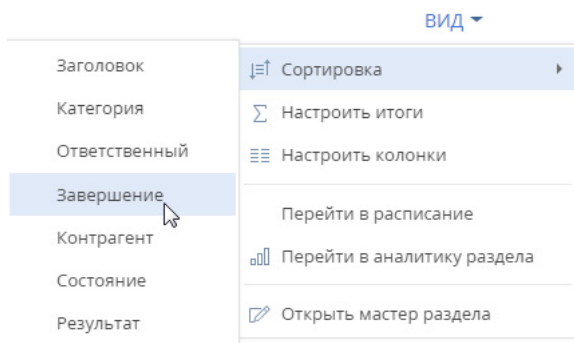 ВИД
Заголовок
Категория
Ответственный
Завершение
Контрагент
Состояние
Результат
Сортировка
Настроить итоги
Настроить колонки
Перейти в расписание
Перейти в аналитику раздела
Открыть мастер раздела